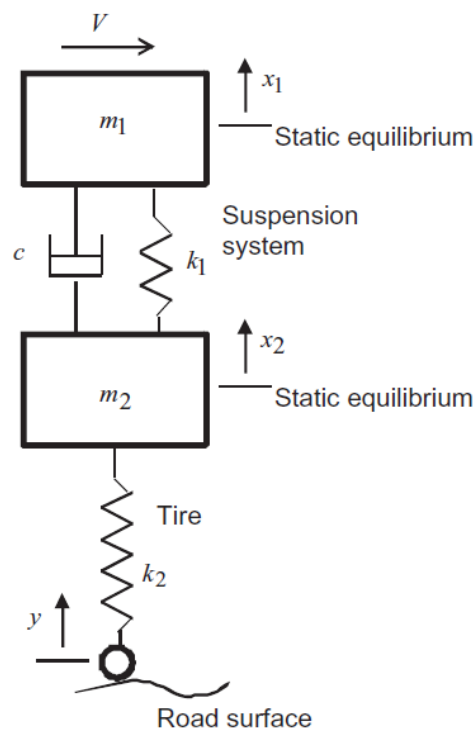 V
x1
m1
Static equilibrium
Suspension
system
c
k1
x2
m2
Static equilibrium
Tire
k2
y
Road surface